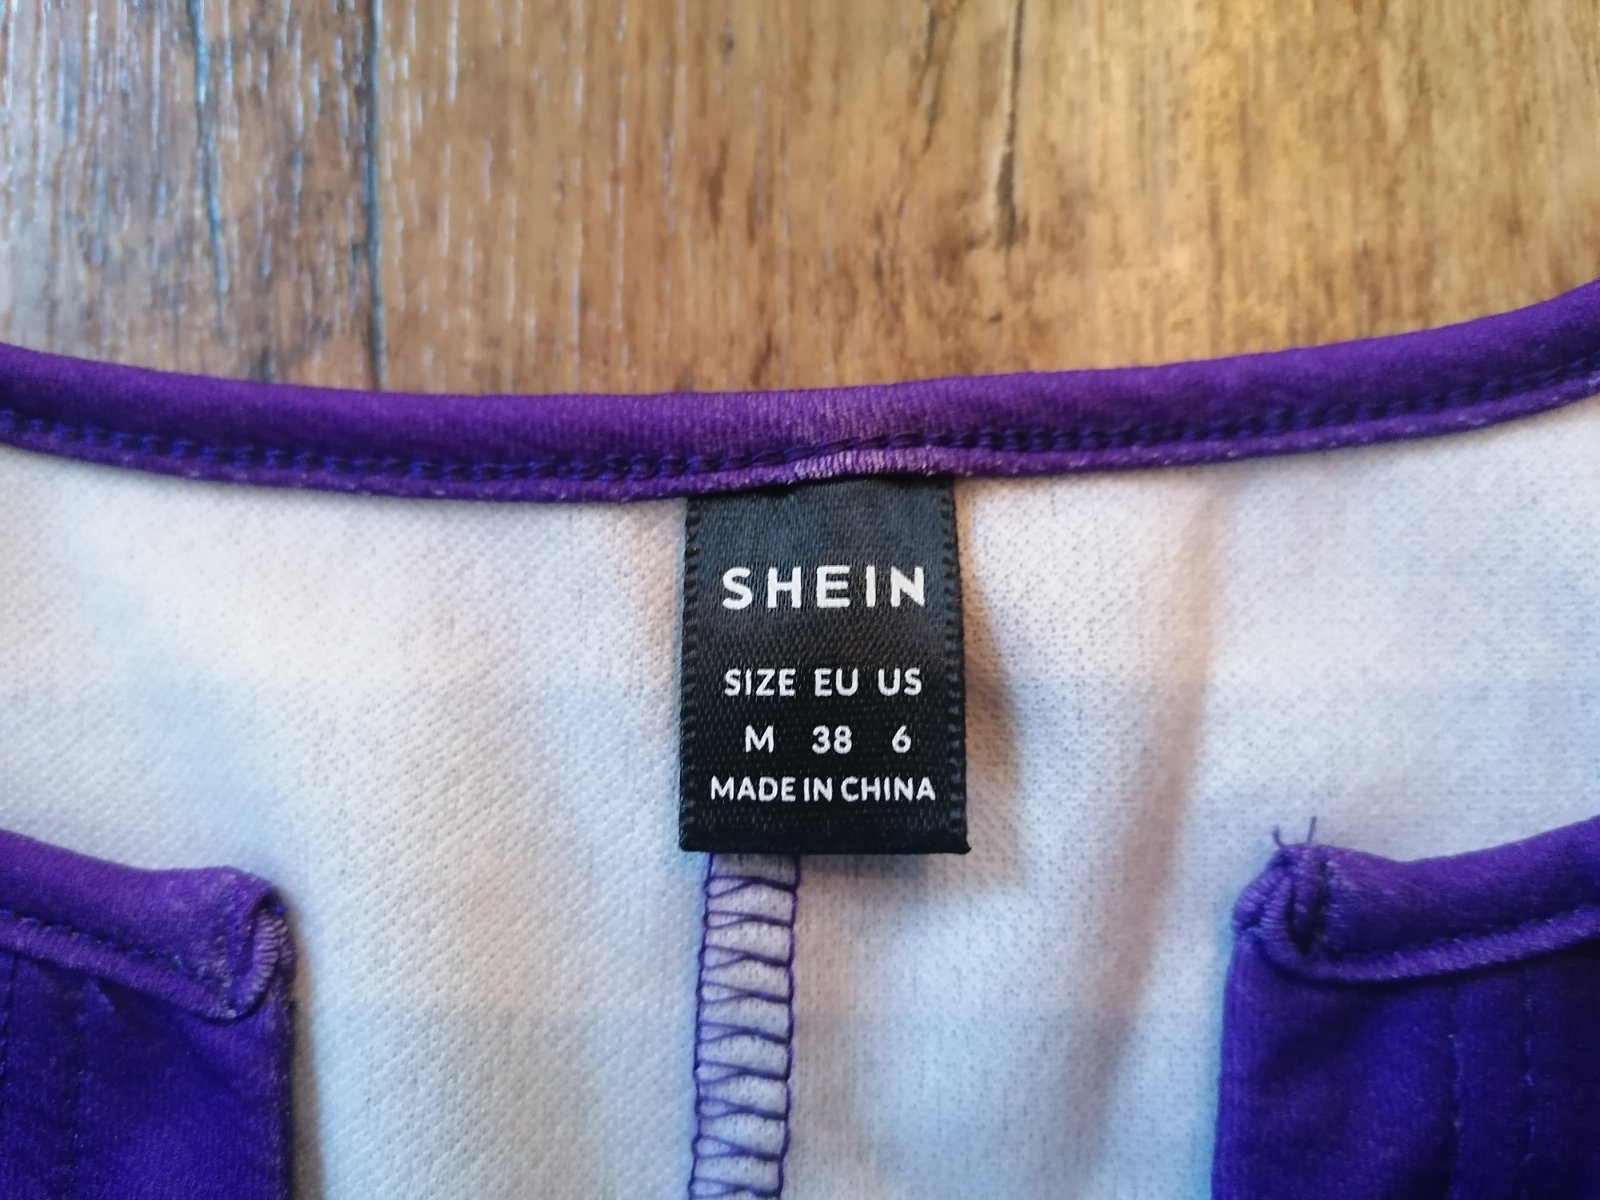 SHEIN
SIZE EU US
M 38 6
MADE IN CHINA